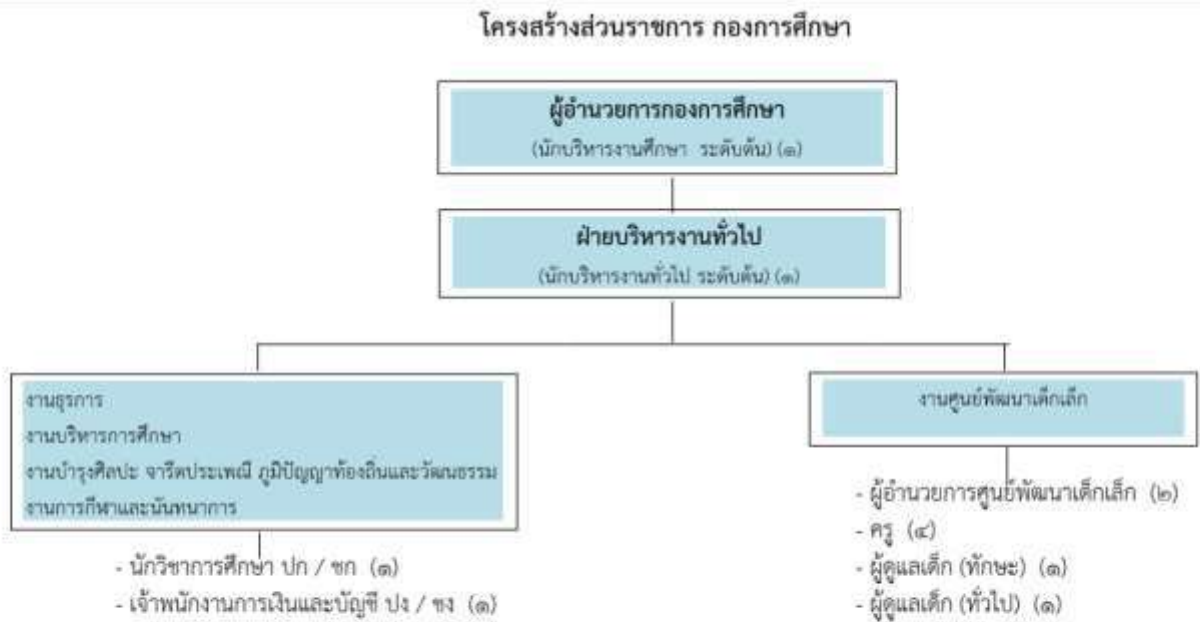 โครงสร้างส่วนราชการ กองการศึกษา
ผู้อำนวยการกองการศึกษา
(นักบริหารงานศึกษา ระดับต้น) (๑)
ฝ่ายบริหารงานทั่วไป
(นักบริหารงานทั่วไป ระดับต้น) (๑)
งานธุรการ
งานบริหารการศึกษา
งานบำรุงศิลปะ จารีตประเพณี ภูมิปัญญาท้องถิ่นและวัฒนธรรม
งานการกีฬาและนันทนาการ
- นักวิชาการศึกษา ปก / ชก (๑)
- เจ้าพนักงานการเงินและบัญชี ปง / ชง (๑)
งานศูนย์พัฒนาเด็กเล็ก
- ผู้อำนวยการศูนย์พัฒนาเด็กเล็ก (๒)
- ครู (๔)
- ผู้ดูแลเด็ก (ทักษะ) (๑)
- ผู้ดูแลเด็ก (ทั่วไป) (๑)